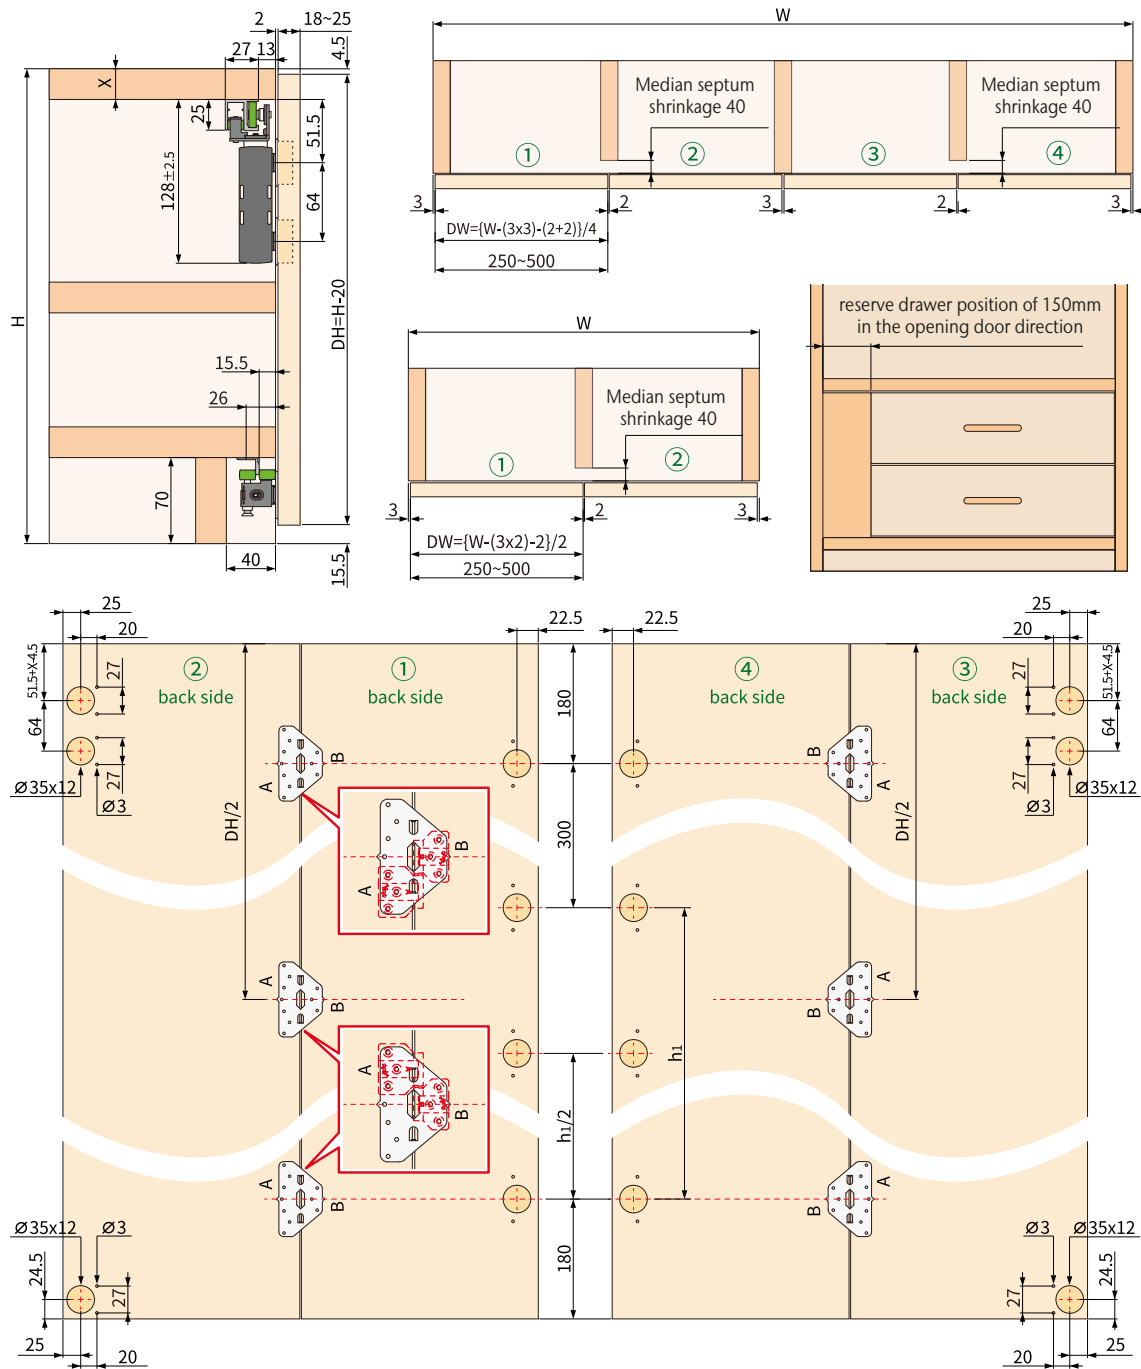 2
18~25
27
13
4.5
X
25
51.5
128±2.5
64
H
DH=H-20
15.5
26
70
40
15.5
W
Median septum
shrinkage 40
Median septum
shrinkage 40
①
②
③
④
3
2
3
2
3
DW={W-(3x3)-(2+2)}/4
250~500
W
Median septum
shrinkage 40
①
②
3
2
3
DW={W-(3x2)-2}/2
250~500
reserve drawer position of 150mm
in the opening door direction
25
20
51.5+X-4.5
27
64
27
Ø35x12
Ø3
②
back side
①
back side
22.5
22.5
④
back side
③
back side
25
20
27
51.5+X-4.5
64
27
Ø35x12
Ø3
180
300
DH/2
DH/2
A
B
A
B
A
B
A
B
A
B
A
B
A
B
A
B
h1
h1/2
180
Ø35x12
Ø3
24.5
27
25
20
Ø3
Ø35x12
27
24.5
20
25